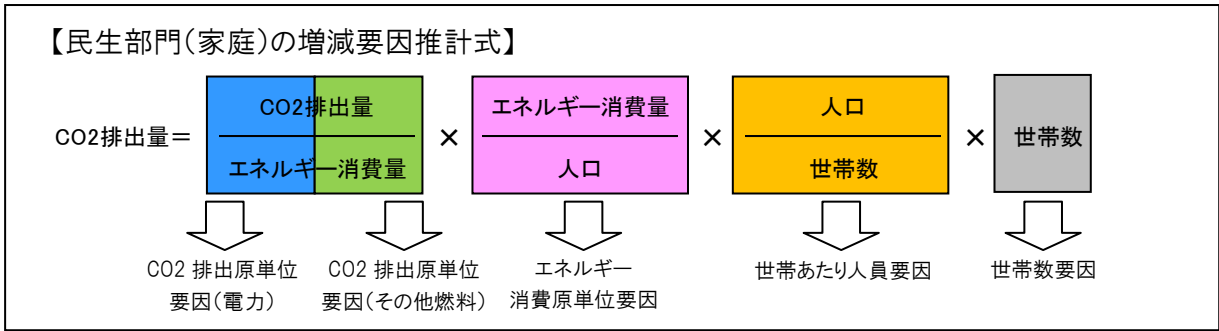 【民生部門(家庭)の増減要因推計式】
CO2排出量＝
CO2排出量
エネルギー消費量
×
エネルギー消費量
人口
×
人口
世帯数
×
世帯数
CO2 排出原単位
要因(電力)
CO2 排出原単位
要因(その他燃料)
エネルギー
消費原単位要因
世帯あたり人員要因
世帯数要因